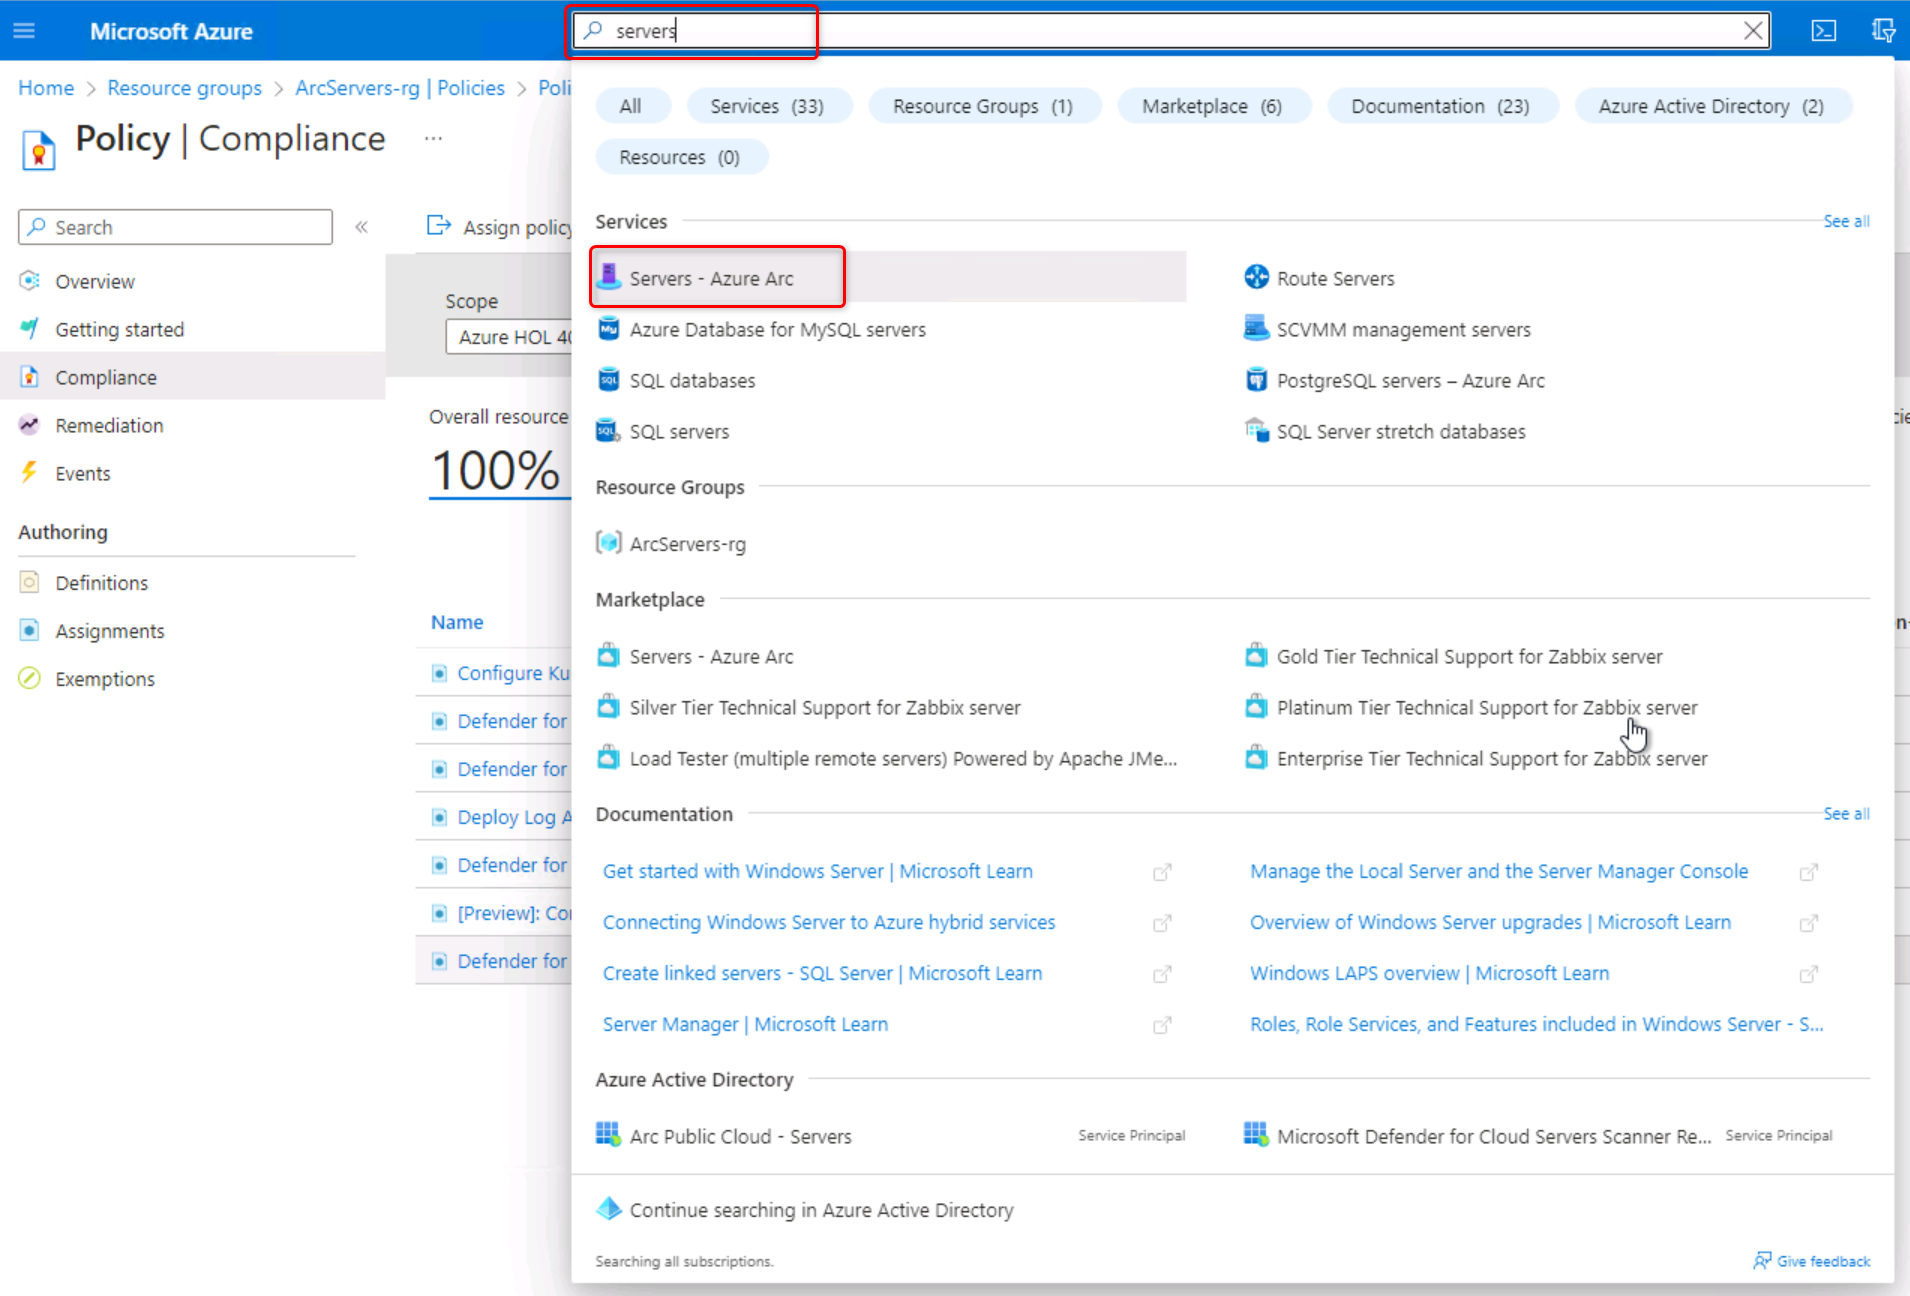 Microsoft Azure
servers
Home > Resource groups > ArcServers-rg | Policies > Poli
Policy | Compliance ...
Search «
Overview
Getting started
Compliance
Remediation
Events
Authoring
Definitions
Assignments
Exemptions
Assign policy
Scope
Azure HOL 40
Overall resource
100%
Name
Configure Ku
Defender for
Defender for
Deploy Log A
Defender for
[Preview]: Co
Defender for
All
Services (33)
Resource Groups (1)
Marketplace (6)
Documentation (23)
Azure Active Directory (2)
Resources (0)
Services
See all
Servers - Azure Arc
Route Servers
Azure Database for MySQL servers
SCVMM management servers
SQL databases
PostgreSQL servers – Azure Arc
SQL servers
SQL Server stretch databases
Resource Groups
ArcServers-rg
Marketplace
Servers - Azure Arc
Gold Tier Technical Support for Zabbix server
Silver Tier Technical Support for Zabbix server
Platinum Tier Technical Support for Zabbix server
Load Tester (multiple remote servers) Powered by Apache JMe...
Enterprise Tier Technical Support for Zabbix server
Documentation
See all
Get started with Windows Server | Microsoft Learn
Manage the Local Server and the Server Manager Console
Connecting Windows Server to Azure hybrid services
Overview of Windows Server upgrades | Microsoft Learn
Create linked servers - SQL Server | Microsoft Learn
Windows LAPS overview | Microsoft Learn
Server Manager | Microsoft Learn
Roles, Role Services, and Features included in Windows Server - S...
Azure Active Directory
Arc Public Cloud - Servers
Service Principal
Microsoft Defender for Cloud Servers Scanner Re...
Service Principal
Continue searching in Azure Active Directory
Searching all subscriptions.
Give feedback